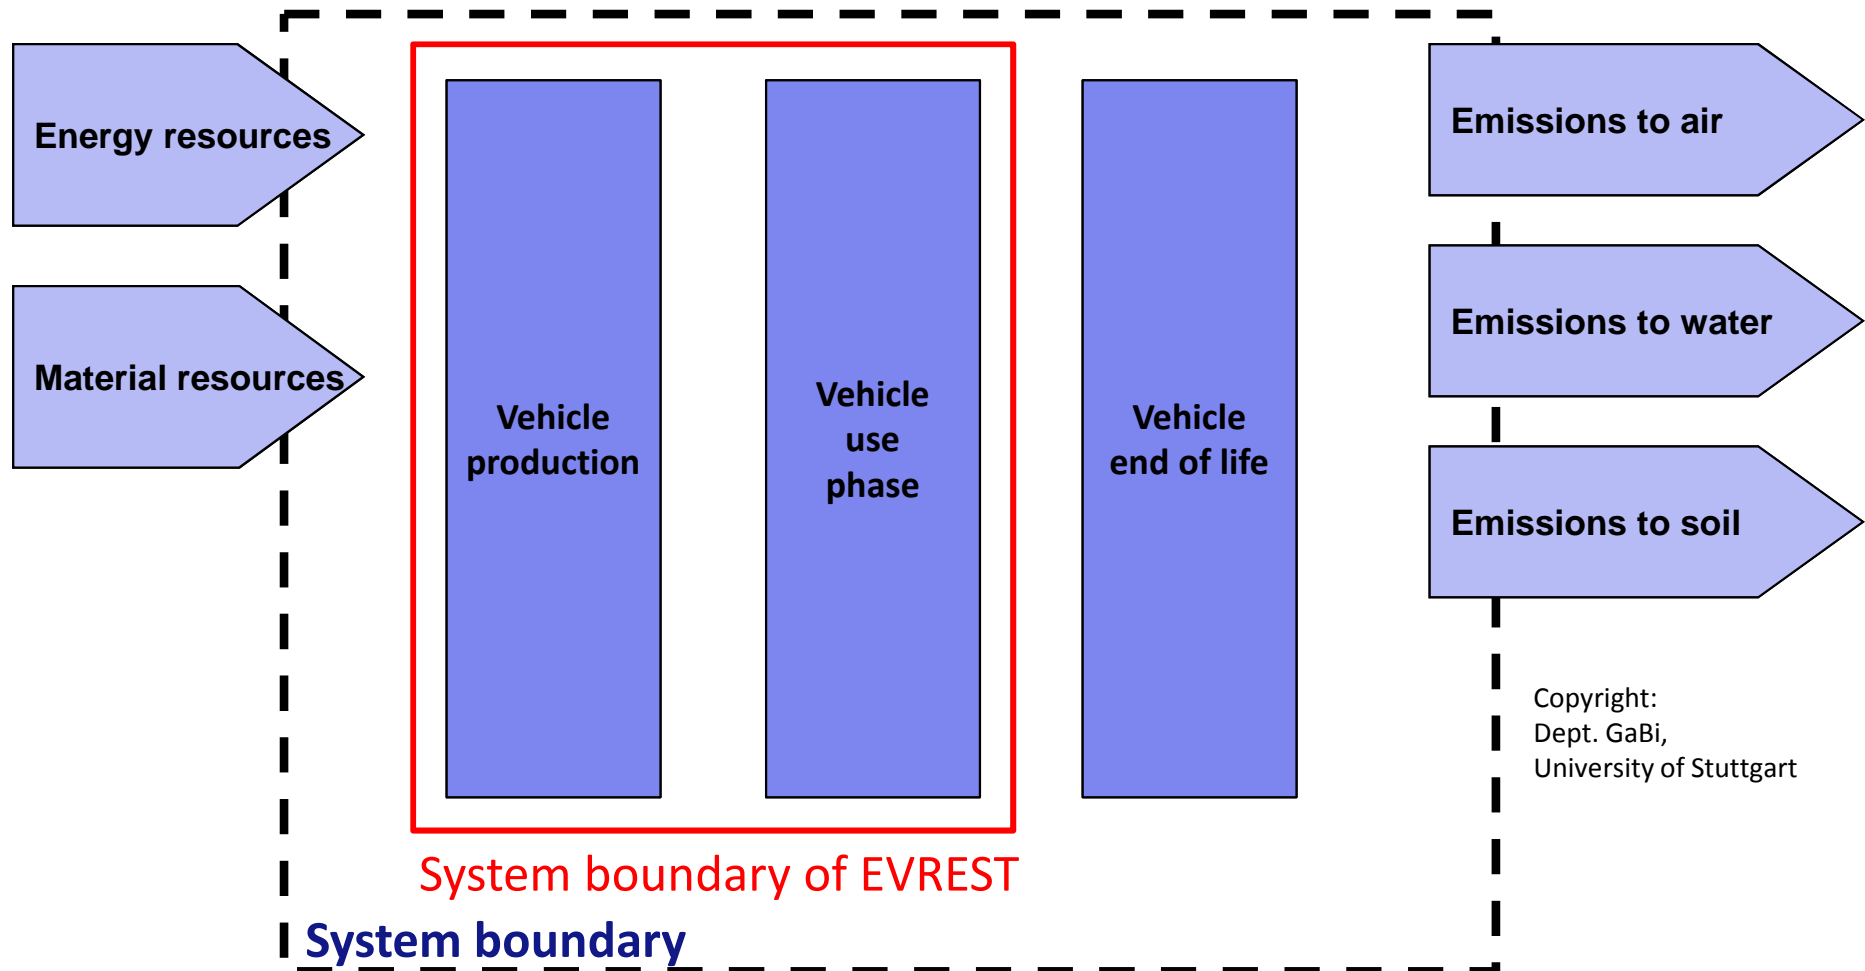 Energy resources
Material resources
Vehicle
production
Vehicle
use
phase
Vehicle
end of life
Emissions to air
Emissions to water
Emissions to soil
Copyright:
Dept. GaBi,
University of Stuttgart
System boundary of EVREST
System boundary